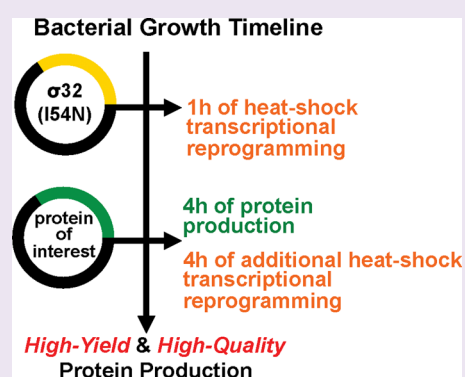 Bacterial Growth Timeline
σ32
(I54N)
1h of heat-shock
transcriptional
reprogramming
protein
of
interest
4h of protein
production
4h of additional heat-shock
transcriptional
reprogramming
High-Yield & High-Quality
Protein Production